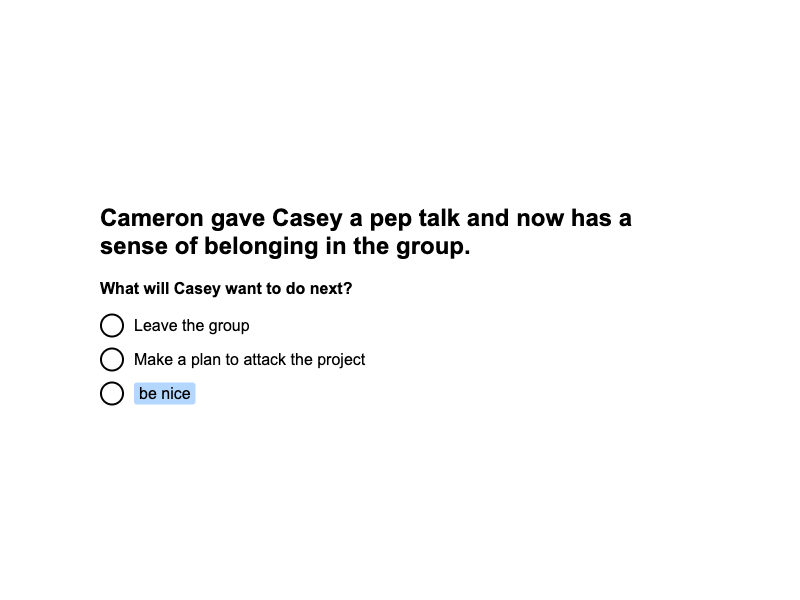 Cameron gave Casey a pep talk and now has a
sense of belonging in the group.
What will Casey want to do next?
Leave the group
Make a plan to attack the project
be nice